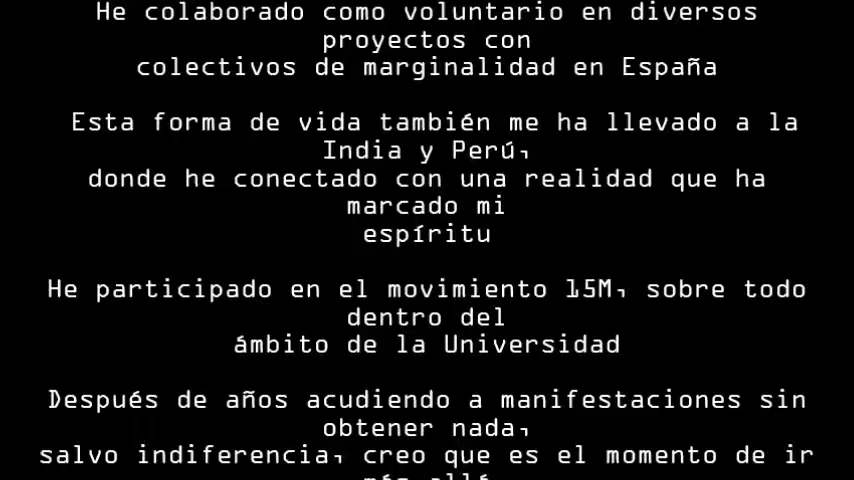 He colaborado como voluntario en diversos
proyectos con
colectivos de marginalidad en España
Esta forma de vida también me ha llevado a la
India y Perú,
donde he conectado con una realidad que ha
marcado mi
espíritu
He participado en el movimiento 15M, sobre todo
dentro del
ámbito de la Universidad
Después de años acudiendo a manifestaciones sin
obtener nada,
salvo indiferencia, creo que es el momento de ir
más allá